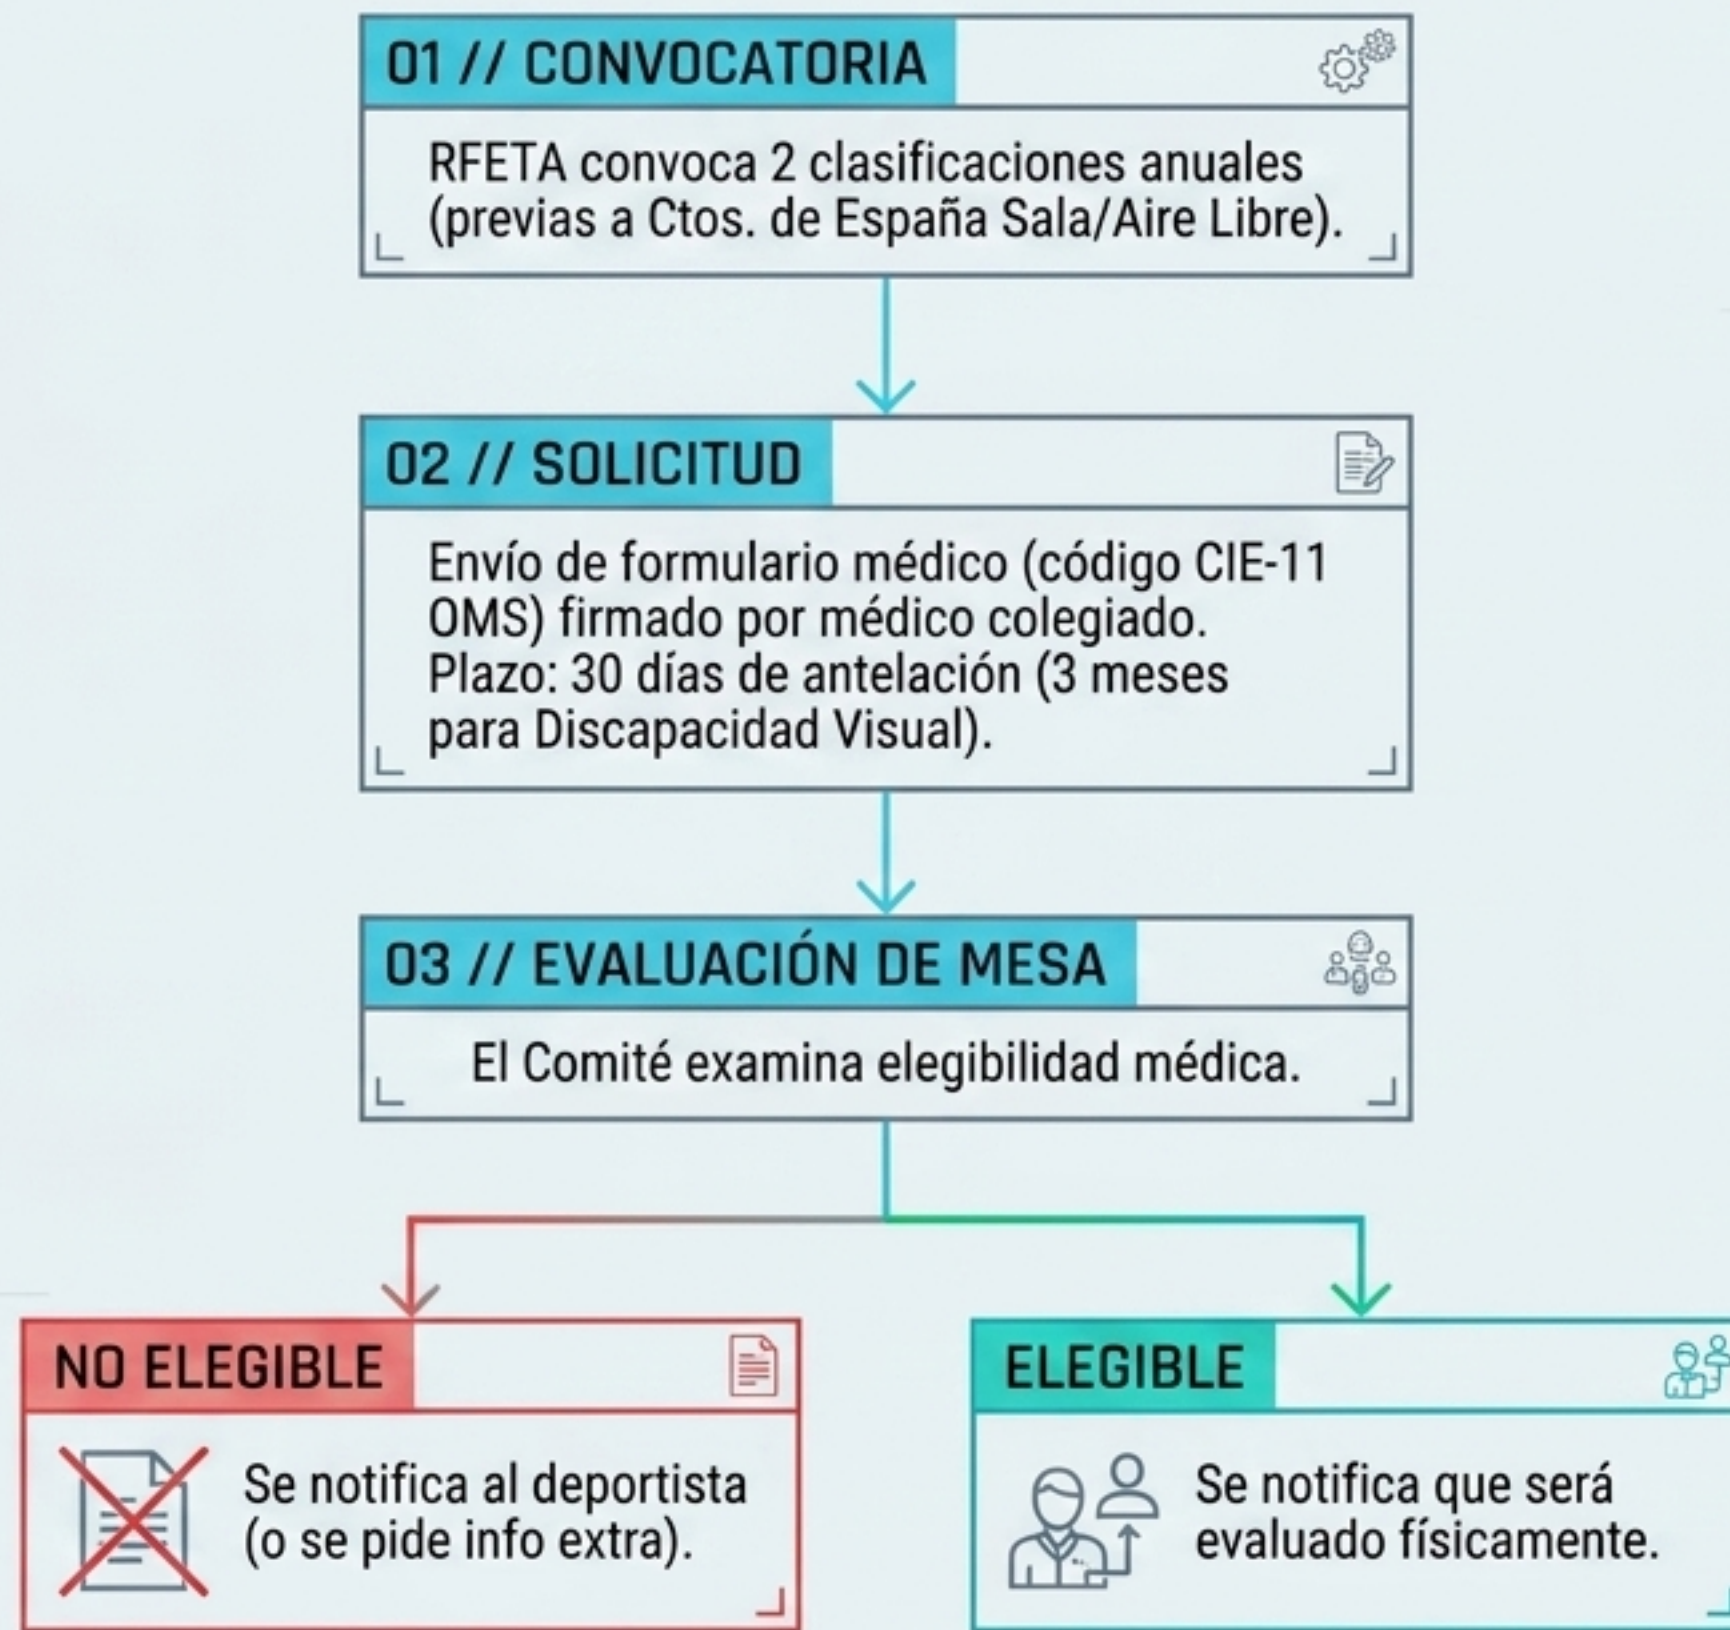 01 // CONVOCATORIA
RFETA convoca 2 clasificaciones anuales
(previas a Ctos. de España Sala/Aire Libre).
02 // SOLICITUD
Envío de formulario médico (código CIE-11
OMS) firmado por médico colegiado.
Plazo: 30 días de antelación (3 meses
para Discapacidad Visual).
03 // EVALUACIÓN DE MESA
El Comité examina elegibilidad médica.
NO ELEGIBLE
Se notifica al deportista
(o se pide info extra).
ELEGIBLE
Se notifica que será
evaluado físicamente.